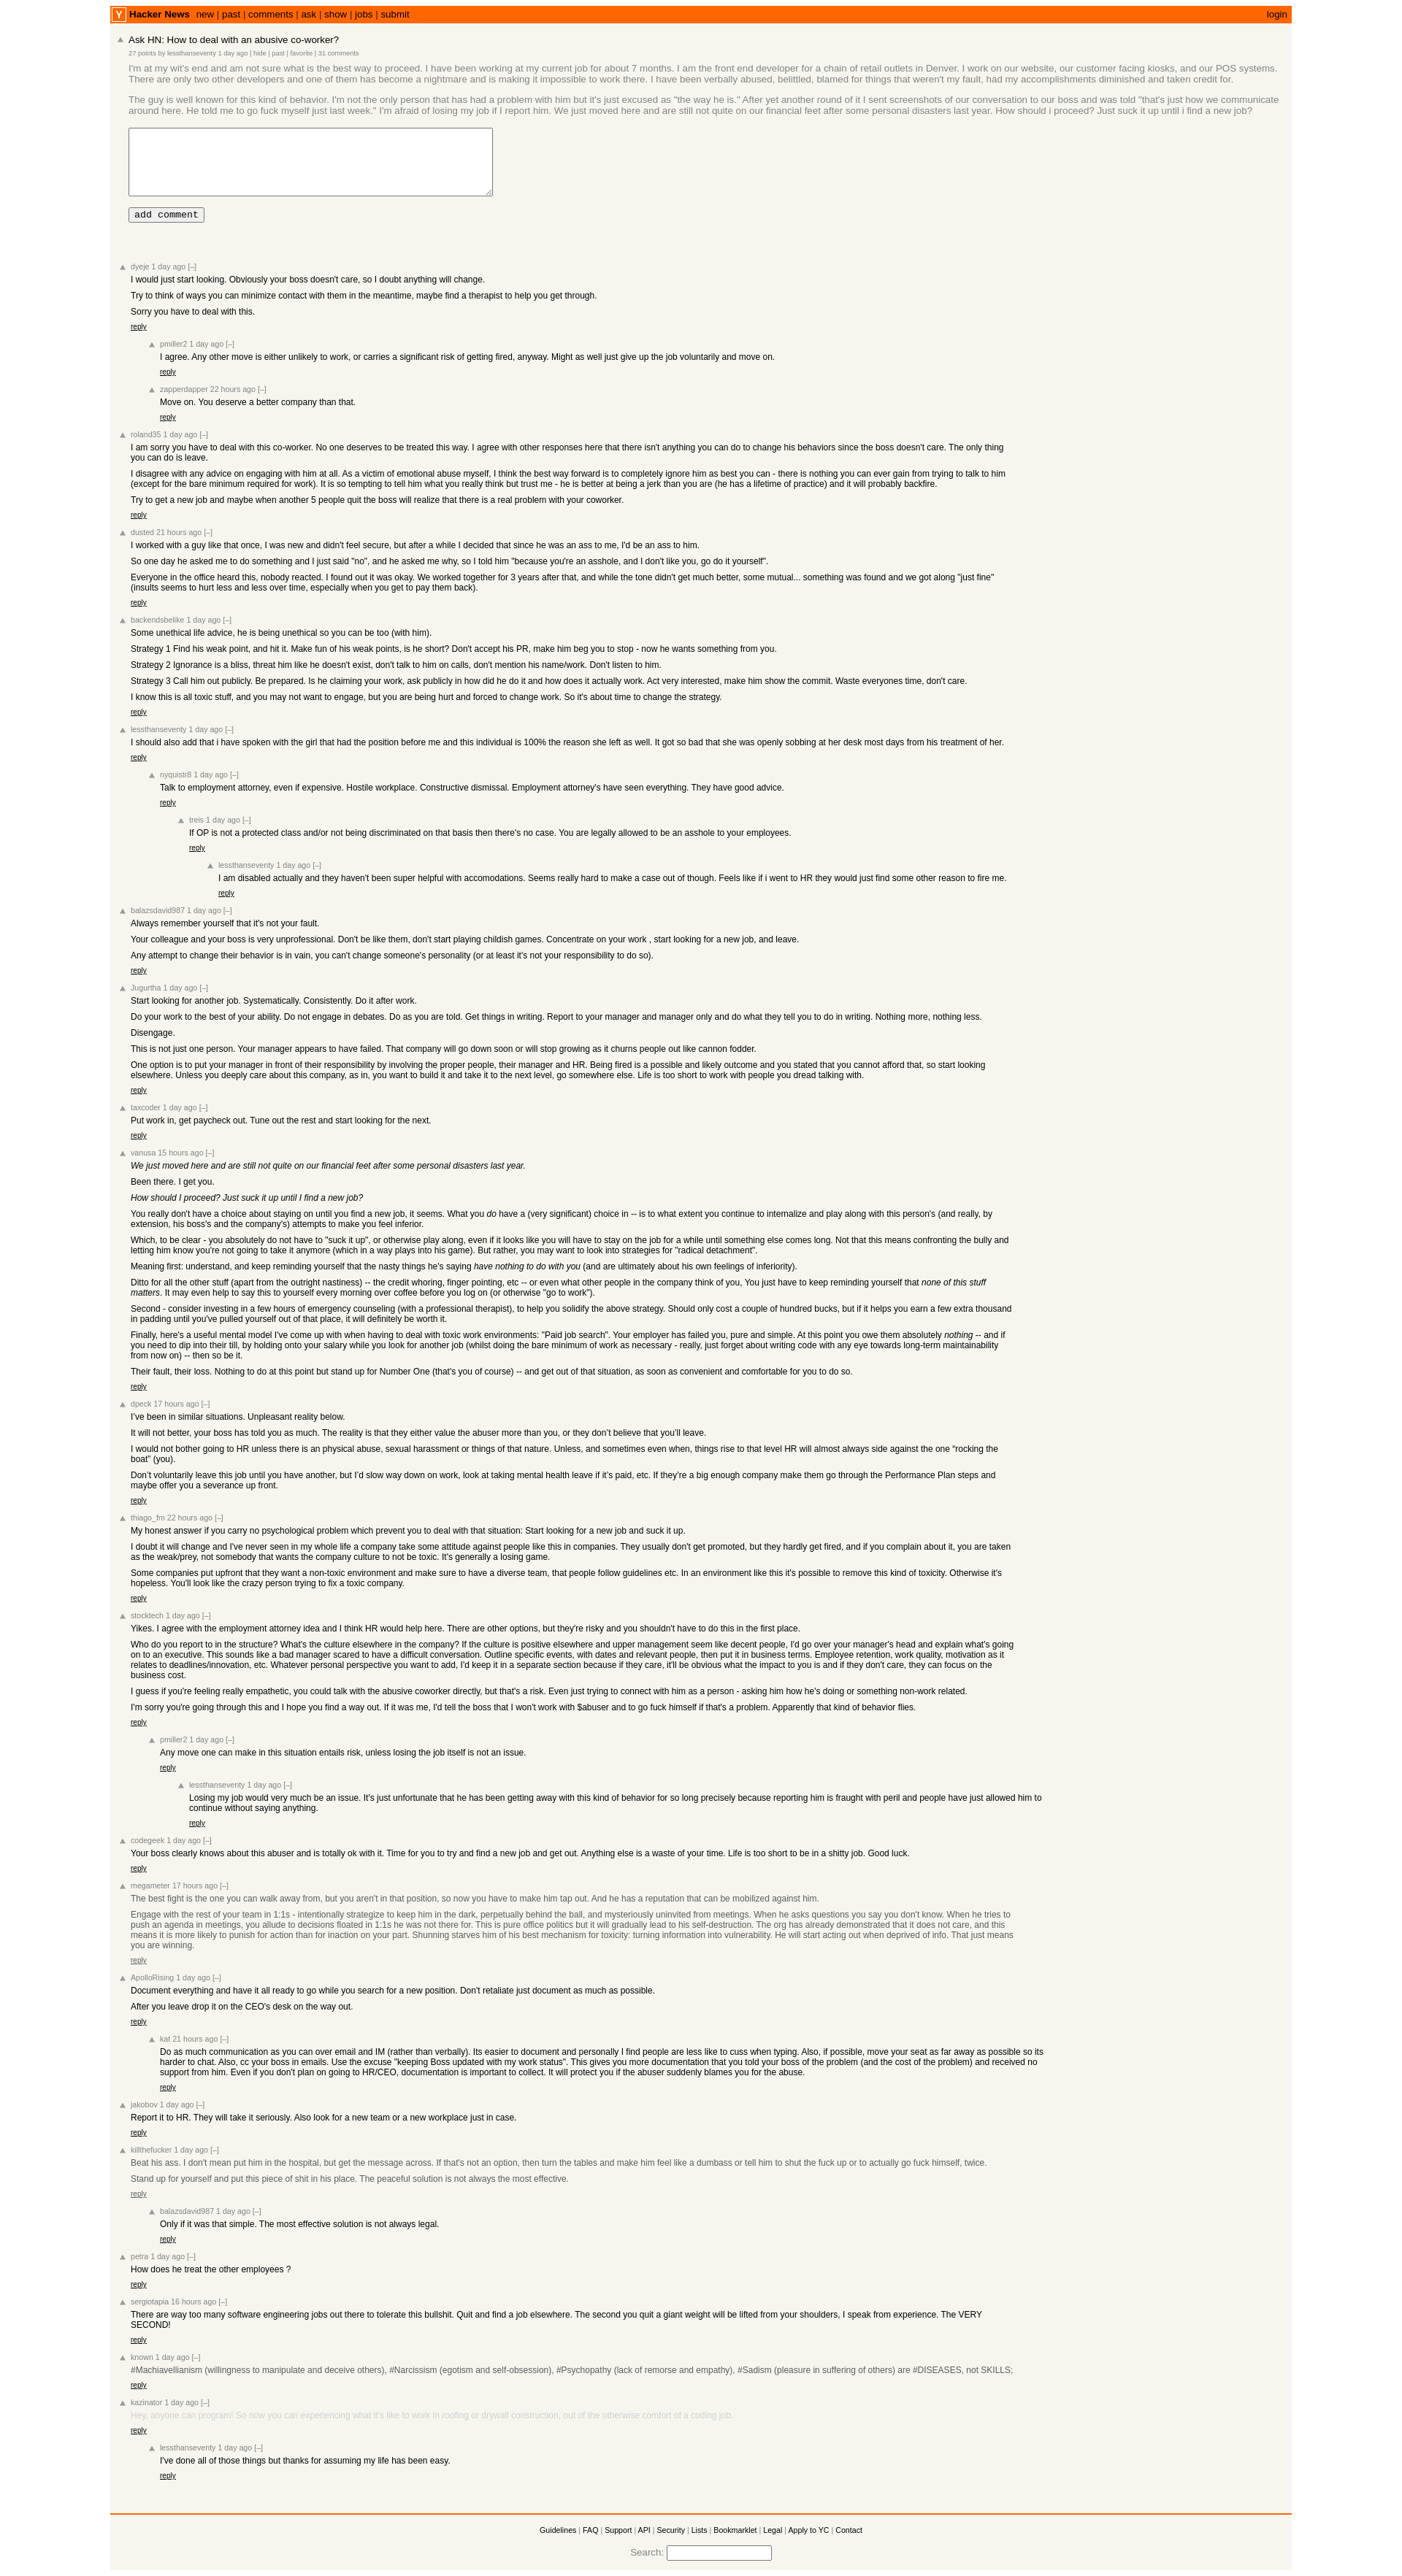 Y Hacker News new | past | comments | ask | show | jobs | submit login
Ask HN: How to deal with an abusive co-worker?
27 points by lessthanseventy 1 day ago | hide | past | favorite | 31 comments
I'm at my wit's end and am not sure what is the best way to proceed. I have been working at my current job for about 7 months. I am the front end developer for a chain of retail outlets in Denver. I work on our website, our customer facing kiosks, and our POS systems.
There are only two other developers and one of them has become a nightmare and is making it impossible to work there. I have been verbally abused, belittled, blamed for things that weren't my fault, had my accomplishments diminished and taken credit for.
The guy is well known for this kind of behavior. I'm not the only person that has had a problem with him but it's just excused as "the way he is." After yet another round of it I sent screenshots of our conversation to our boss and was told "that's just how we communicate
around here. He told me to go fuck myself just last week." I'm afraid of losing my job if I report him. We just moved here and are still not quite on our financial feet after some personal disasters last year. How should i proceed? Just suck it up until i find a new job?
add comment
dyeje 1 day ago [–]
I would just start looking. Obviously your boss doesn't care, so I doubt anything will change.
Try to think of ways you can minimize contact with them in the meantime, maybe find a therapist to help you get through.
Sorry you have to deal with this.
reply
pmiller2 1 day ago [–]
I agree. Any other move is either unlikely to work, or carries a significant risk of getting fired, anyway. Might as well just give up the job voluntarily and move on.
reply
zapperdapper 22 hours ago [–]
Move on. You deserve a better company than that.
reply
roland35 1 day ago [–]
I am sorry you have to deal with this co-worker. No one deserves to be treated this way. I agree with other responses here that there isn't anything you can do to change his behaviors since the boss doesn't care. The only thing
you can do is leave.
I disagree with any advice on engaging with him at all. As a victim of emotional abuse myself, I think the best way forward is to completely ignore him as best you can - there is nothing you can ever gain from trying to talk to him
(except for the bare minimum required for work). It is so tempting to tell him what you really think but trust me - he is better at being a jerk than you are (he has a lifetime of practice) and it will probably backfire.
Try to get a new job and maybe when another 5 people quit the boss will realize that there is a real problem with your coworker.
reply
dusted 21 hours ago [–]
I worked with a guy like that once, I was new and didn't feel secure, but after a while I decided that since he was an ass to me, I'd be an ass to him.
So one day he asked me to do something and I just said "no", and he asked me why, so I told him "because you're an asshole, and I don't like you, go do it yourself".
Everyone in the office heard this, nobody reacted. I found out it was okay. We worked together for 3 years after that, and while the tone didn't get much better, some mutual... something was found and we got along "just fine"
(insults seems to hurt less and less over time, especially when you get to pay them back).
reply
backendsbelike 1 day ago [–]
Some unethical life advice, he is being unethical so you can be too (with him).
Strategy 1 Find his weak point, and hit it. Make fun of his weak points, is he short? Don't accept his PR, make him beg you to stop - now he wants something from you.
Strategy 2 Ignorance is a bliss, threat him like he doesn't exist, don't talk to him on calls, don't mention his name/work. Don't listen to him.
Strategy 3 Call him out publicly. Be prepared. Is he claiming your work, ask publicly in how did he do it and how does it actually work. Act very interested, make him show the commit. Waste everyones time, don't care.
I know this is all toxic stuff, and you may not want to engage, but you are being hurt and forced to change work. So it's about time to change the strategy.
reply
lessthanseventy 1 day ago [–]
I should also add that i have spoken with the girl that had the position before me and this individual is 100% the reason she left as well. It got so bad that she was openly sobbing at her desk most days from his treatment of her.
reply
nyquistr8 1 day ago [–]
Talk to employment attorney, even if expensive. Hostile workplace. Constructive dismissal. Employment attorney's have seen everything. They have good advice.
reply
treis 1 day ago [–]
If OP is not a protected class and/or not being discriminated on that basis then there's no case. You are legally allowed to be an asshole to your employees.
reply
lessthanseventy 1 day ago [–]
I am disabled actually and they haven't been super helpful with accomodations. Seems really hard to make a case out of though. Feels like if i went to HR they would just find some other reason to fire me.
reply
balazsdavid987 1 day ago [–]
Always remember yourself that it's not your fault.
Your colleague and your boss is very unprofessional. Don't be like them, don't start playing childish games. Concentrate on your work , start looking for a new job, and leave.
Any attempt to change their behavior is in vain, you can't change someone's personality (or at least it's not your responsibility to do so).
reply
Jugurtha 1 day ago [–]
Start looking for another job. Systematically. Consistently. Do it after work.
Do your work to the best of your ability. Do not engage in debates. Do as you are told. Get things in writing. Report to your manager and manager only and do what they tell you to do in writing. Nothing more, nothing less.
Disengage.
This is not just one person. Your manager appears to have failed. That company will go down soon or will stop growing as it churns people out like cannon fodder.
One option is to put your manager in front of their responsibility by involving the proper people, their manager and HR. Being fired is a possible and likely outcome and you stated that you cannot afford that, so start looking
elsewhere. Unless you deeply care about this company, as in, you want to build it and take it to the next level, go somewhere else. Life is too short to work with people you dread talking with.
reply
taxcoder 1 day ago [–]
Put work in, get paycheck out. Tune out the rest and start looking for the next.
reply
vanusa 15 hours ago [–]
We just moved here and are still not quite on our financial feet after some personal disasters last year.
Been there. I get you.
How should I proceed? Just suck it up until I find a new job?
You really don't have a choice about staying on until you find a new job, it seems. What you do have a (very significant) choice in -- is to what extent you continue to internalize and play along with this person's (and really, by
extension, his boss's and the company's) attempts to make you feel inferior.
Which, to be clear - you absolutely do not have to "suck it up", or otherwise play along, even if it looks like you will have to stay on the job for a while until something else comes long. Not that this means confronting the bully and
letting him know you're not going to take it anymore (which in a way plays into his game). But rather, you may want to look into strategies for "radical detachment".
Meaning first: understand, and keep reminding yourself that the nasty things he's saying have nothing to do with you (and are ultimately about his own feelings of inferiority).
Ditto for all the other stuff (apart from the outright nastiness) -- the credit whoring, finger pointing, etc -- or even what other people in the company think of you, You just have to keep reminding yourself that none of this stuff
matters. It may even help to say this to yourself every morning over coffee before you log on (or otherwise "go to work").
Second - consider investing in a few hours of emergency counseling (with a professional therapist), to help you solidify the above strategy. Should only cost a couple of hundred bucks, but if it helps you earn a few extra thousand
in padding until you've pulled yourself out of that place, it will definitely be worth it.
Finally, here's a useful mental model I've come up with when having to deal with toxic work environments: "Paid job search". Your employer has failed you, pure and simple. At this point you owe them absolutely nothing -- and if
you need to dip into their till, by holding onto your salary while you look for another job (whilst doing the bare minimum of work as necessary - really, just forget about writing code with any eye towards long-term maintainability
from now on) -- then so be it.
Their fault, their loss. Nothing to do at this point but stand up for Number One (that's you of course) -- and get out of that situation, as soon as convenient and comfortable for you to do so.
reply
dpeck 17 hours ago [–]
I've been in similar situations. Unpleasant reality below.
It will not better, your boss has told you as much. The reality is that they either value the abuser more than you, or they don’t believe that you’ll leave.
I would not bother going to HR unless there is an physical abuse, sexual harassment or things of that nature. Unless, and sometimes even when, things rise to that level HR will almost always side against the one “rocking the
boat” (you).
Don’t voluntarily leave this job until you have another, but I’d slow way down on work, look at taking mental health leave if it’s paid, etc. If they’re a big enough company make them go through the Performance Plan steps and
maybe offer you a severance up front.
reply
thiago_fm 22 hours ago [–]
My honest answer if you carry no psychological problem which prevent you to deal with that situation: Start looking for a new job and suck it up.
I doubt it will change and I've never seen in my whole life a company take some attitude against people like this in companies. They usually don't get promoted, but they hardly get fired, and if you complain about it, you are taken
as the weak/prey, not somebody that wants the company culture to not be toxic. It's generally a losing game.
Some companies put upfront that they want a non-toxic environment and make sure to have a diverse team, that people follow guidelines etc. In an environment like this it's possible to remove this kind of toxicity. Otherwise it's
hopeless. You'll look like the crazy person trying to fix a toxic company.
reply
stocktech 1 day ago [–]
Yikes. I agree with the employment attorney idea and I think HR would help here. There are other options, but they're risky and you shouldn't have to do this in the first place.
Who do you report to in the structure? What's the culture elsewhere in the company? If the culture is positive elsewhere and upper management seem like decent people, I'd go over your manager's head and explain what's going
on to an executive. This sounds like a bad manager scared to have a difficult conversation. Outline specific events, with dates and relevant people, then put it in business terms. Employee retention, work quality, motivation as it
relates to deadlines/innovation, etc. Whatever personal perspective you want to add, I'd keep it in a separate section because if they care, it'll be obvious what the impact to you is and if they don't care, they can focus on the
business cost.
I guess if you're feeling really empathetic, you could talk with the abusive coworker directly, but that's a risk. Even just trying to connect with him as a person - asking him how he's doing or something non-work related.
I'm sorry you're going through this and I hope you find a way out. If it was me, I'd tell the boss that I won't work with $abuser and to go fuck himself if that's a problem. Apparently that kind of behavior flies.
reply
pmiller2 1 day ago [–]
Any move one can make in this situation entails risk, unless losing the job itself is not an issue.
reply
lessthanseventy 1 day ago [–]
Losing my job would very much be an issue. It's just unfortunate that he has been getting away with this kind of behavior for so long precisely because reporting him is fraught with peril and people have just allowed him to
continue without saying anything.
reply
codegeek 1 day ago [–]
Your boss clearly knows about this abuser and is totally ok with it. Time for you to try and find a new job and get out. Anything else is a waste of your time. Life is too short to be in a shitty job. Good luck.
reply
megameter 17 hours ago [–]
The best fight is the one you can walk away from, but you aren't in that position, so now you have to make him tap out. And he has a reputation that can be mobilized against him.
Engage with the rest of your team in 1:1s - intentionally strategize to keep him in the dark, perpetually behind the ball, and mysteriously uninvited from meetings. When he asks questions you say you don't know. When he tries to
push an agenda in meetings, you allude to decisions floated in 1:1s he was not there for. This is pure office politics but it will gradually lead to his self-destruction. The org has already demonstrated that it does not care, and this
means it is more likely to punish for action than for inaction on your part. Shunning starves him of his best mechanism for toxicity: turning information into vulnerability. He will start acting out when deprived of info. That just means
you are winning.
reply
ApolloRising 1 day ago [–]
Document everything and have it all ready to go while you search for a new position. Don't retaliate just document as much as possible.
After you leave drop it on the CEO's desk on the way out.
reply
kat 21 hours ago [–]
Do as much communication as you can over email and IM (rather than verbally). Its easier to document and personally I find people are less like to cuss when typing. Also, if possible, move your seat as far away as possible so its
harder to chat. Also, cc your boss in emails. Use the excuse "keeping Boss updated with my work status". This gives you more documentation that you told your boss of the problem (and the cost of the problem) and received no
support from him. Even if you don't plan on going to HR/CEO, documentation is important to collect. It will protect you if the abuser suddenly blames you for the abuse.
reply
jakobov 1 day ago [–]
Report it to HR. They will take it seriously. Also look for a new team or a new workplace just in case.
reply
killthefucker 1 day ago [–]
Beat his ass. I don't mean put him in the hospital, but get the message across. If that's not an option, then turn the tables and make him feel like a dumbass or tell him to shut the fuck up or to actually go fuck himself, twice.
Stand up for yourself and put this piece of shit in his place. The peaceful solution is not always the most effective.
reply
balazsdavid987 1 day ago [–]
Only if it was that simple. The most effective solution is not always legal.
reply
petra 1 day ago [–]
How does he treat the other employees ?
reply
sergiotapia 16 hours ago [–]
There are way too many software engineering jobs out there to tolerate this bullshit. Quit and find a job elsewhere. The second you quit a giant weight will be lifted from your shoulders, I speak from experience. The VERY
SECOND!
reply
known 1 day ago [–]
#Machiavellianism (willingness to manipulate and deceive others), #Narcissism (egotism and self-obsession), #Psychopathy (lack of remorse and empathy), #Sadism (pleasure in suffering of others) are #DISEASES, not SKILLS;
reply
kazinator 1 day ago [–]
Hey, anyone can program! So now you can experiencing what it's like to work in roofing or drywall construction, out of the otherwise comfort of a coding job.
reply
lessthanseventy 1 day ago [–]
I've done all of those things but thanks for assuming my life has been easy.
reply
Guidelines | FAQ | Support | API | Security | Lists | Bookmarklet | Legal | Apply to YC | Contact
Search: